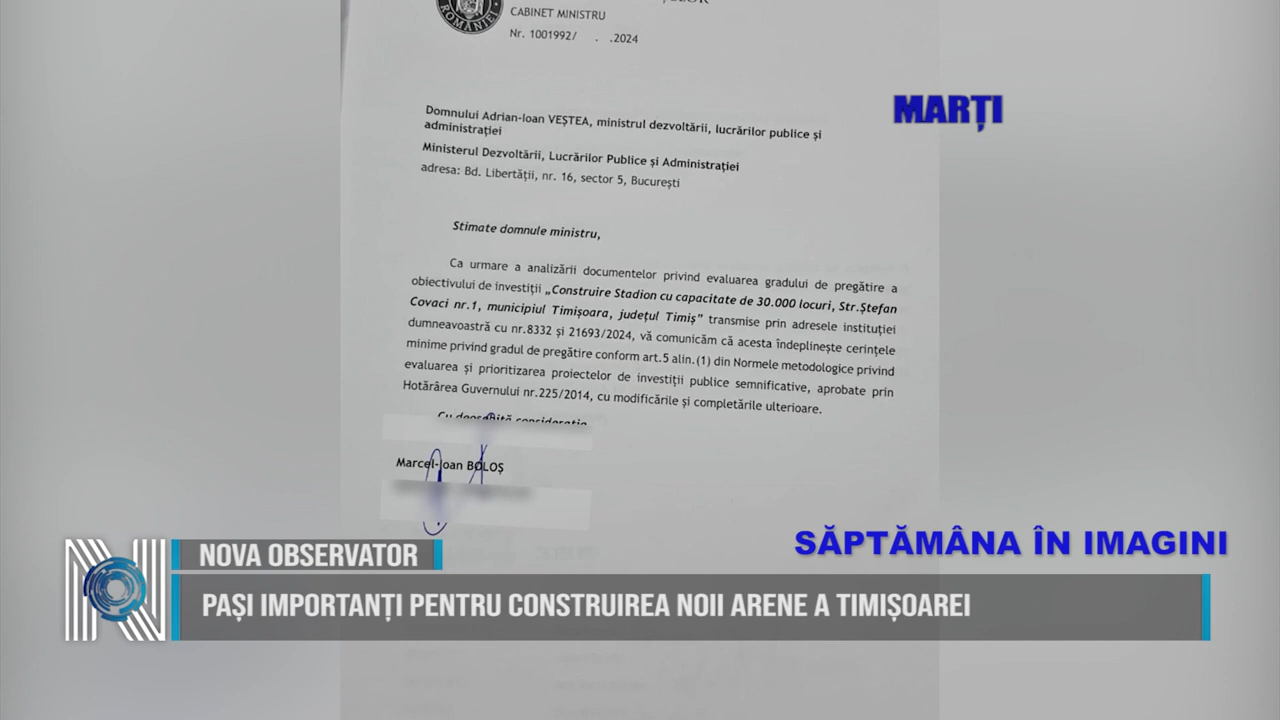 ROMÂNIEI
CABINET MINISTRU
Nr. 1001992/ . .2024
MARȚI
Domnului Adrian-Ioan VEȘTEA, ministrul dezvoltării, lucrărilor publice și
administrației
Ministerul Dezvoltării, Lucrărilor Publice și Administrației
adresa: Bd. Libertății, nr. 16, sector 5, București
Stimate domnule ministru,
Ca urmare a analizării documentelor privind evaluarea gradului de pregătire a
obiectivului de investiții „Construire Stadion cu capacitate de 30.000 locuri, Str.Ștefan
Covaci nr.1, municipiul Timișoara, județul Timiș” transmise prin adresele instituției
dumneavoastră cu nr.8332 și 21693/2024, vă comunicăm că acesta îndeplinește cerințele
minime privind gradul de pregătire conform art.5 alin.(1) din Normele metodologice privind
evaluarea și prioritizarea proiectelor de investiții publice semnificative, aprobate prin
Hotărârea Guvernului nr.225/2014, cu modificările și completările ulterioare.
Cu deosebită considerație
Marcel-Ioan BOLOȘ
SĂPTĂMÂNA ÎN IMAGINI
NOVA OBSERVATOR
PAȘI IMPORTANȚI PENTRU CONSTRUIREA NOII ARENE A TIMIȘOAREI